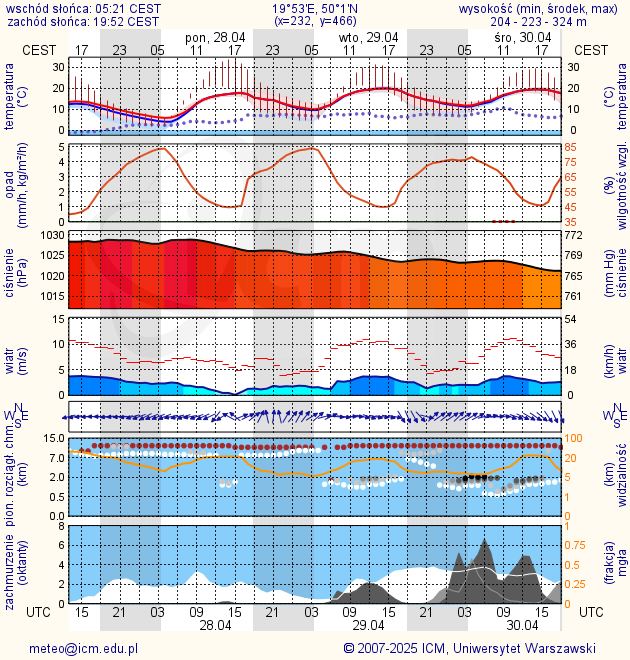 wschód słońca: 05:21 CEST 19°53'E, 50°1'N wysokość (min, środek, max)
zachód słońca: 19:52 CEST (x=232, y=466) 204 - 223 - 324 m
pon, 28.04 wto, 29.04 śro, 30.04
CEST 17 23 05 11 17 23 05 11 17 23 05 11 17 CEST
temperatura (°C) 30 20 10 0 30 20 10 0 (°C) temperatura
opad (mm/h, kg/m²/h) 5 4 3 2 1 0 85 75 65 55 45 35 (%) wilgotność wzgl.
ciśnienie (hPa) 1030 1025 1020 1015 772 769 765 761 (mm Hg) ciśnienie
wiatr (m/s) 15 10 5 0 54 36 18 0 (km/h) wiatr
N W E S N W E S
pion. rozciągł. chm. (km) 15.0 7.0 2.0 0.5 0.0 100 20 5 1 0 (km) widzialność
zachmurzenie (oktanty) 8 6 4 2 0 1 0.75 0.5 0.25 0 (frakcja) mgła
UTC 15 21 03 09 15 21 03 09 15 21 03 09 15 UTC
28.04 29.04 30.04
meteo@icm.edu.pl © 2007-2025 ICM, Uniwersytet Warszawski